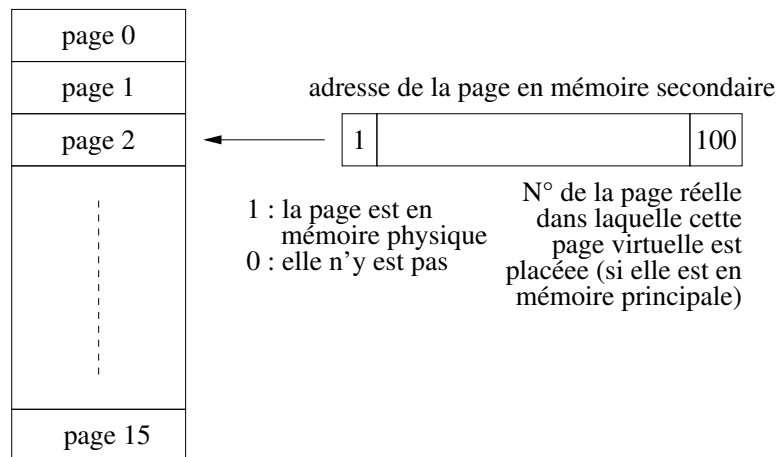 page 0
page 1
page 2
page 15
adresse de la page en mémoire secondaire
1
100
1 : la page est en
mémoire physique
0 : elle n'y est pas
N° de la page réelle
dans laquelle cette
page virtuelle est
placéee (si elle est en
mémoire principale)